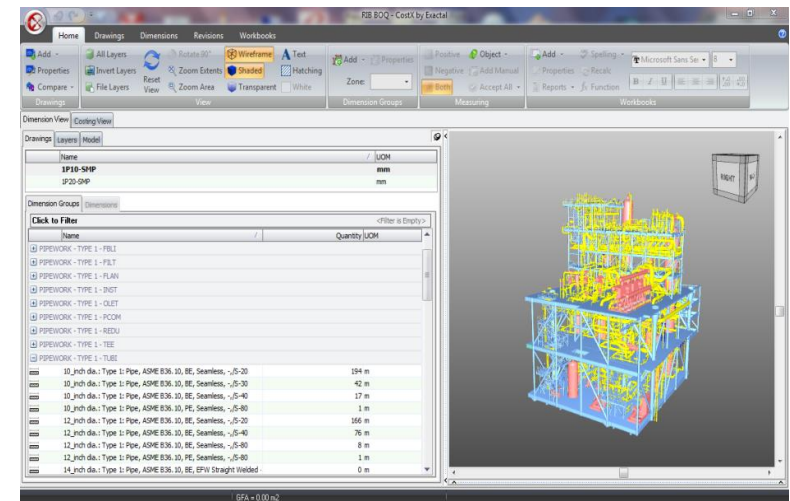 RIB BOQ - CostX by Exactal
Home Drawings Dimensions Revisions Workbooks
Add All Layers Rotate 90° Wireframe Text Add Properties Positive Object Add Spelling Microsoft Sans Ser 8
Properties Invert Layers Reset View Zoom Extents Shaded Hatching Negative Add Manual Properties Recalc
Compare File Layers Zoom Area Transparent White Zone: Both Accept All Reports Function B I U
Drawings View Dimension Groups Measuring Workbooks
Dimension View Costing View
Drawings Layers Model
Name UOM
1P10-SMP mm
1P20-SMP mm
Dimension Groups Dimensions
Click to Filter <Filter is Empty>
Name Quantity UOM
PIPEWORK - TYPE 1 - FBLI
PIPEWORK - TYPE 1 - FILT
PIPEWORK - TYPE 1 - FLAN
PIPEWORK - TYPE 1 - INST
PIPEWORK - TYPE 1 - OLET
PIPEWORK - TYPE 1 - PCOM
PIPEWORK - TYPE 1 - REDU
PIPEWORK - TYPE 1 - TEE
PIPEWORK - TYPE 1 - TUBI
10_inch dia.: Type 1: Pipe, ASME B36.10, BE, Seamless, -,/S-20 194 m
10_inch dia.: Type 1: Pipe, ASME B36.10, BE, Seamless, -,/S-30 42 m
10_inch dia.: Type 1: Pipe, ASME B36.10, BE, Seamless, -,/S-40 17 m
10_inch dia.: Type 1: Pipe, ASME B36.10, PE, Seamless, -,/S-80 1 m
12_inch dia.: Type 1: Pipe, ASME B36.10, BE, Seamless, -,/S-20 166 m
12_inch dia.: Type 1: Pipe, ASME B36.10, BE, Seamless, -,/S-40 76 m
12_inch dia.: Type 1: Pipe, ASME B36.10, BE, Seamless, -,/S-80 8 m
12_inch dia.: Type 1: Pipe, ASME B36.10, PE, Seamless, -,/S-80 1 m
14_inch dia.: Type 1: Pipe, ASME B36.10, BE, EFW Straight Welded 0 m
RIGHT
GFA = 0.00 m2